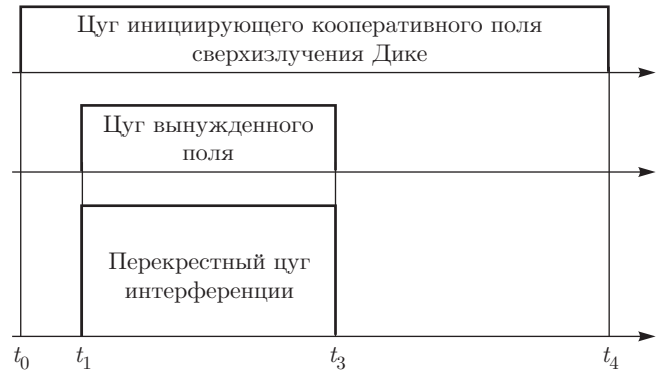 Цуг инициирующего кооперативного поля
сверхизлучения Дике
Цуг вынужденного
поля
Перекрестный цуг
интерференции
t0 t1 t3 t4